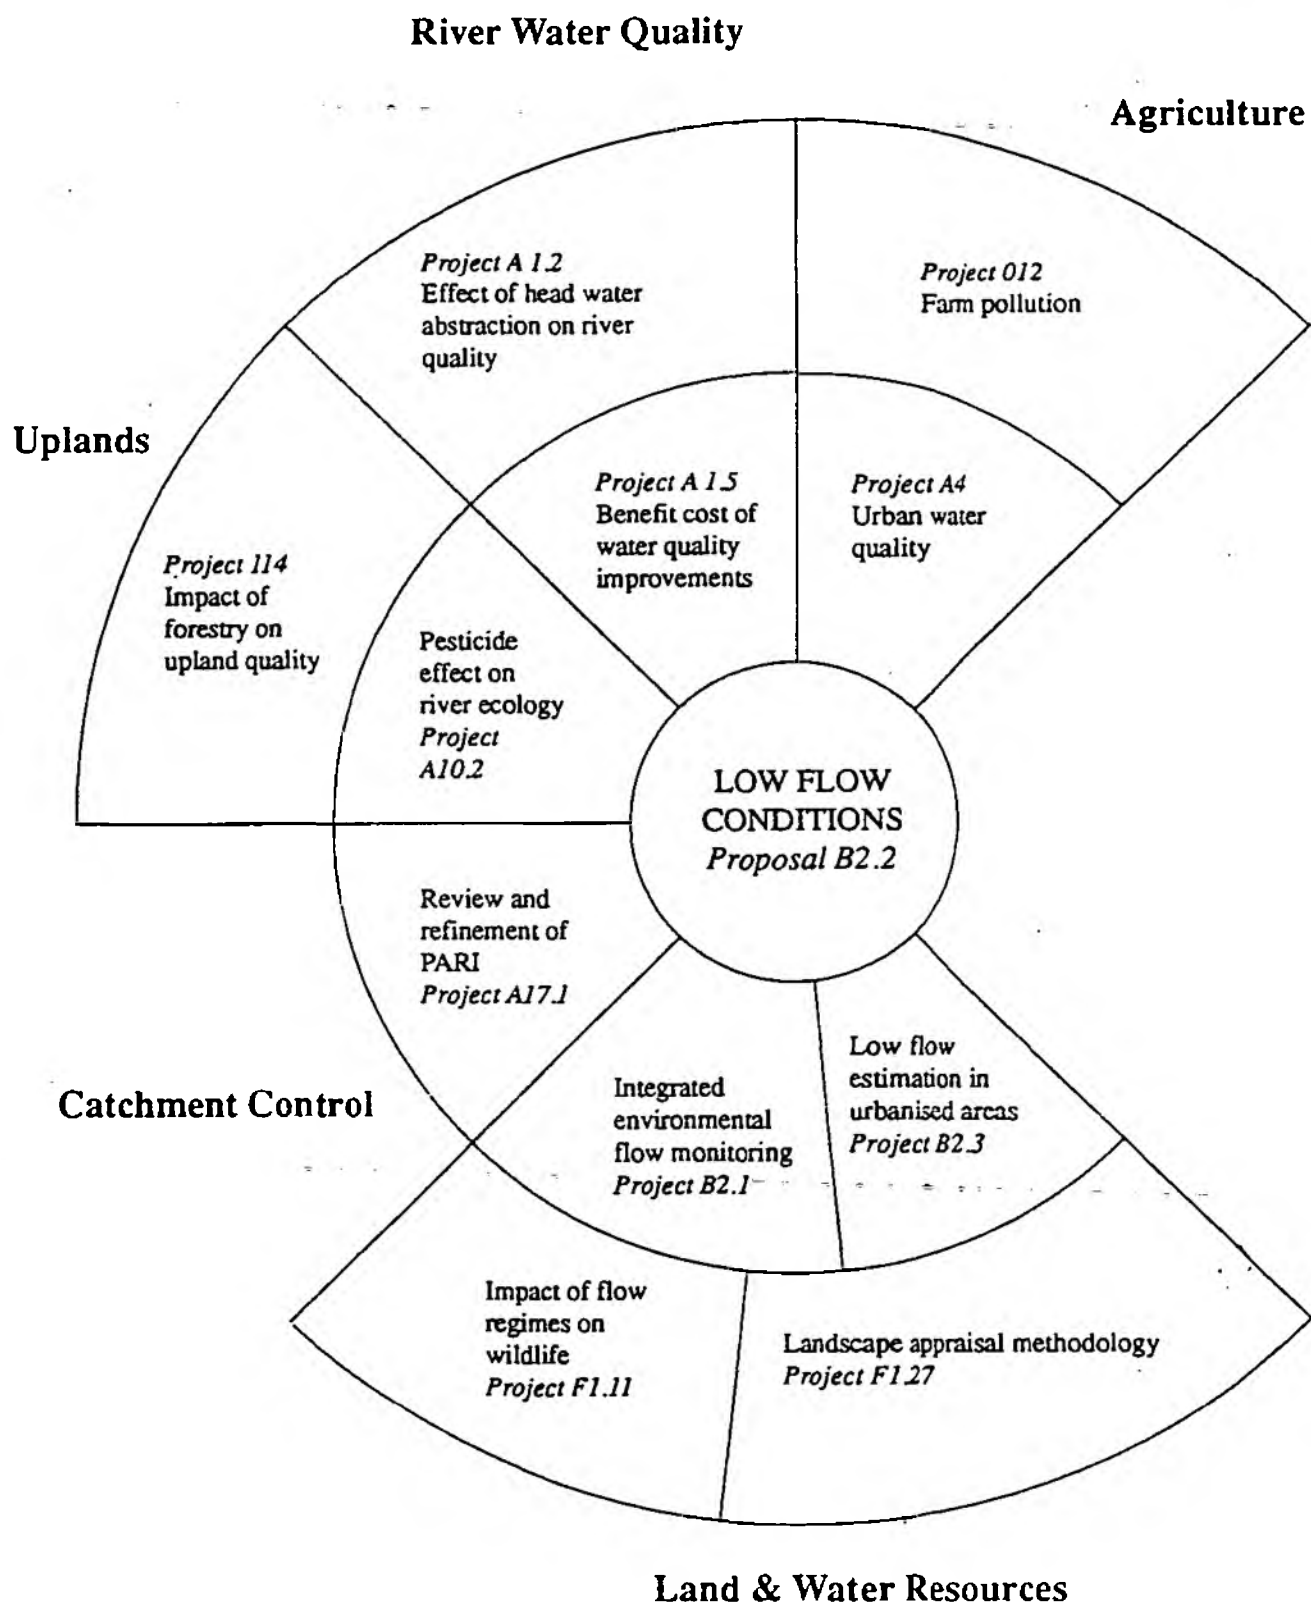 River Water Quality
Agriculture
Project A 1.2
Effect of head water
abstraction on river
quality
Project 012
Farm pollution
Uplands
Project A 1.5
Benefit cost of
water quality
improvements
Project A4
Urban water
quality
Project 114
Impact of
forestry on
upland quality
Pesticide
effect on
river ecology
Project
A10.2
LOW FLOW
CONDITIONS
Proposal B2.2
Review and
refinement of
PARI
Project A17.1
Catchment Control
Integrated
environmental
flow monitoring
Project B2.1
Low flow
estimation in
urbanised areas
Project B2.3
Impact of flow
regimes on
wildlife
Project F1.11
Landscape appraisal methodology
Project F1.27
Land & Water Resources